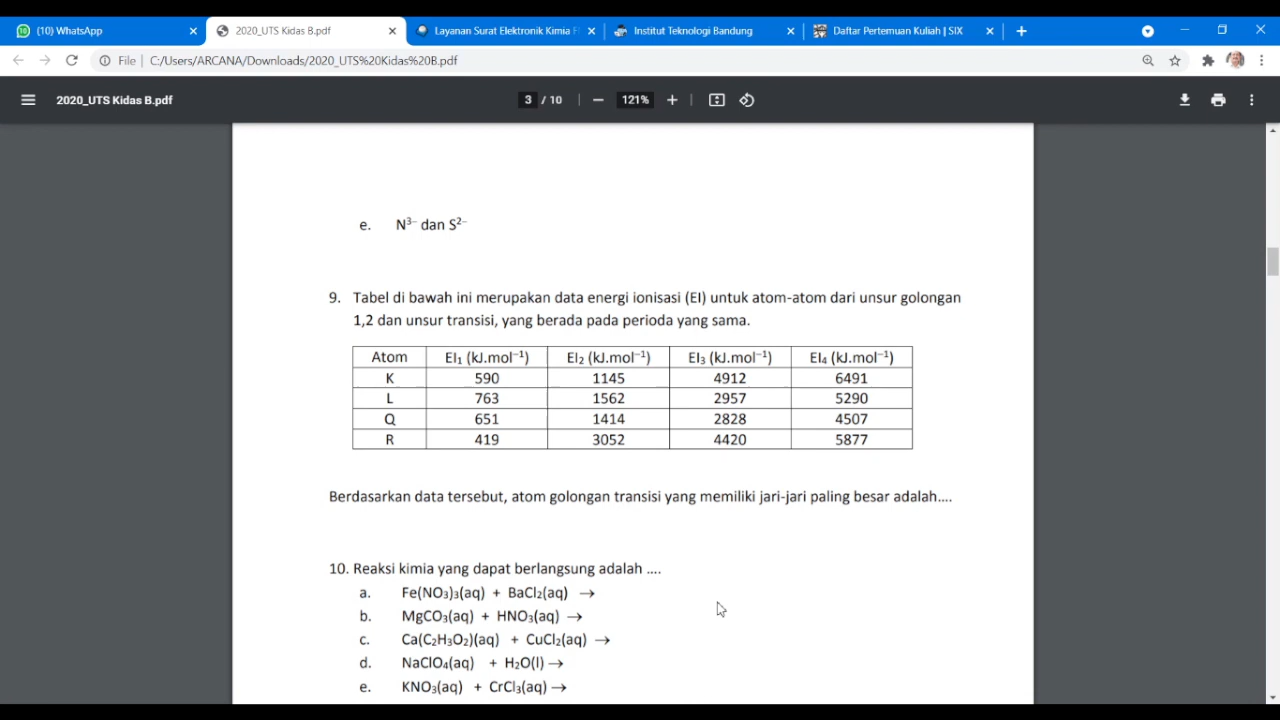 (10) WhatsApp
2020_UTS Kidas B.pdf
Layanan Surat Elektronik Kimia F
Institut Teknologi Bandung
Daftar Pertemuan Kuliah | SIX
File | C:/Users/ARCANA/Downloads/2020_UTS%20Kidas%20B.pdf
2020_UTS Kidas B.pdf 3 / 10 121%
e. N³⁻ dan S²⁻
9. Tabel di bawah ini merupakan data energi ionisasi (EI) untuk atom-atom dari unsur golongan
1,2 dan unsur transisi, yang berada pada perioda yang sama.
Atom EI₁ (kJ.mol⁻¹) EI₂ (kJ.mol⁻¹) EI₃ (kJ.mol⁻¹) EI₄ (kJ.mol⁻¹)
K 590 1145 4912 6491
L 763 1562 2957 5290
Q 651 1414 2828 4507
R 419 3052 4420 5877
Berdasarkan data tersebut, atom golongan transisi yang memiliki jari-jari paling besar adalah....
10. Reaksi kimia yang dapat berlangsung adalah ....
a. Fe(NO₃)₃(aq) + BaCl₂(aq) →
b. MgCO₃(aq) + HNO₃(aq) →
c. Ca(C₂H₃O₂)(aq) + CuCl₂(aq) →
d. NaClO₄(aq) + H₂O(l) →
e. KNO₃(aq) + CrCl₃(aq) →